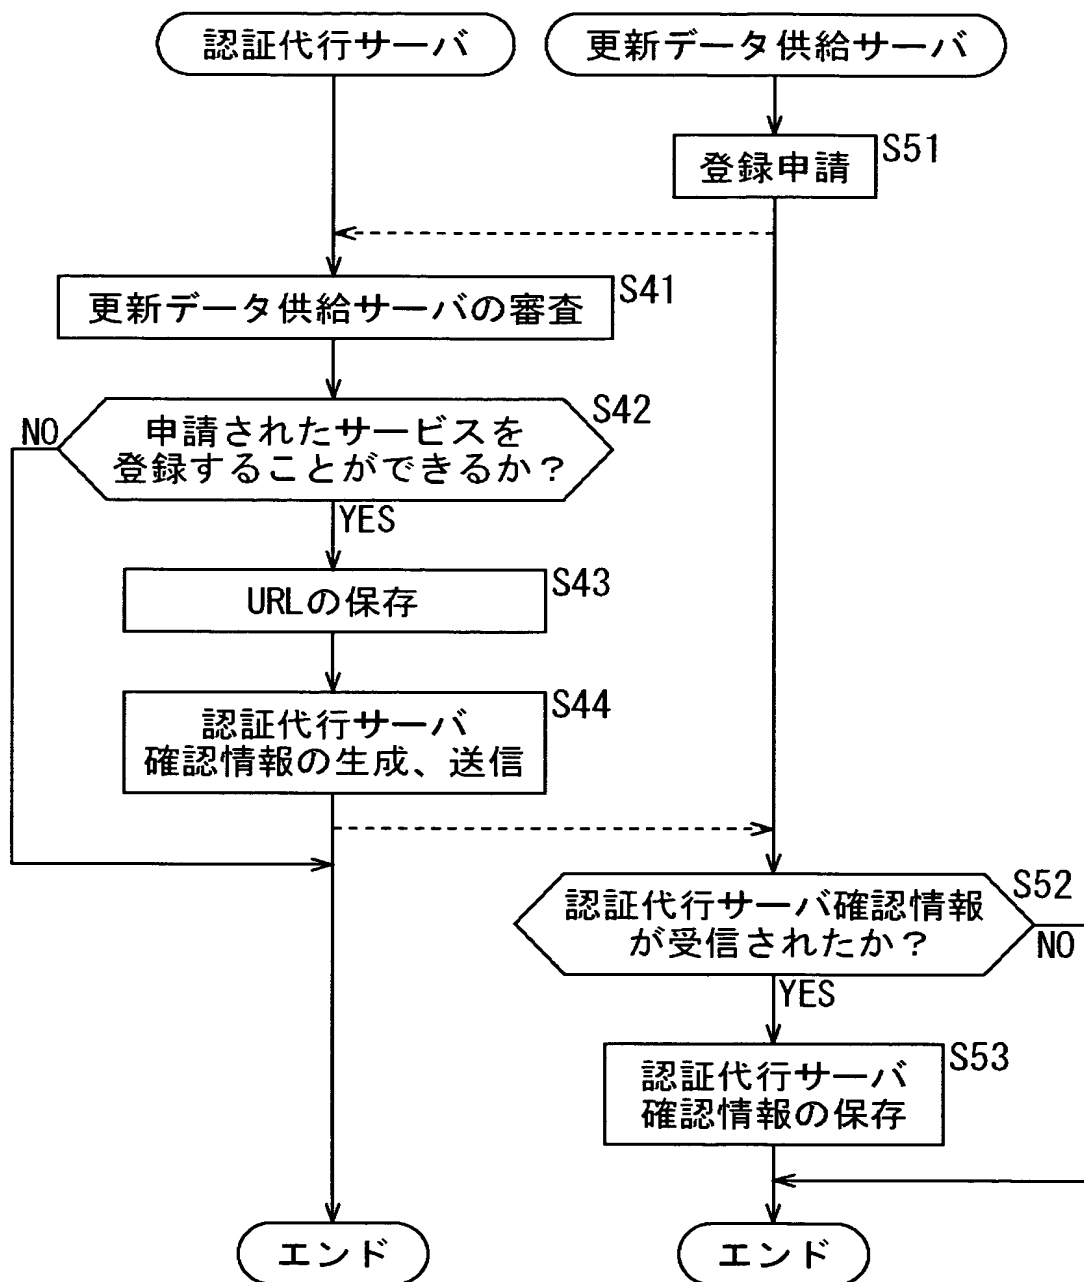 認証代行サーバ
更新データ供給サーバ
登録申請
S51
更新データ供給サーバの審査
S41
申請されたサービスを
登録することができるか？
S42
NO
YES
URLの保存
S43
認証代行サーバ
確認情報の生成、送信
S44
認証代行サーバ確認情報
が受信されたか？
S52
NO
YES
認証代行サーバ
確認情報の保存
S53
エンド
エンド